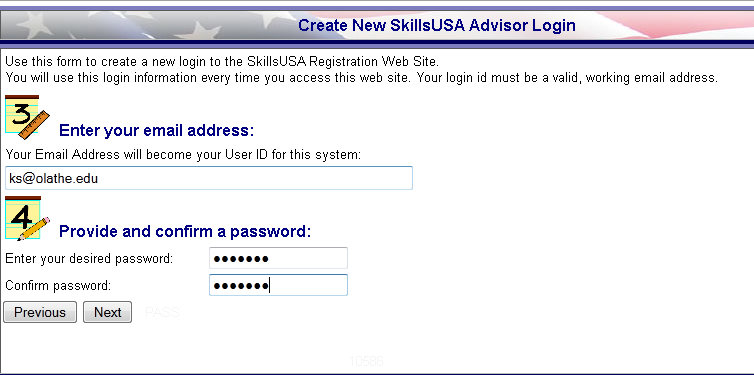 Create New SkillsUSA Advisor Login
Use this form to create a new login to the SkillsUSA Registration Web Site.
You will use this login information every time you access this web site. Your login id must be a valid, working email address.
3
Enter your email address:
Your Email Address will become your User ID for this system:
ks@olathe.edu
4
Provide and confirm a password:
Enter your desired password: ●●●●●●●
Confirm password: ●●●●●●●
Previous Next PASS
10586